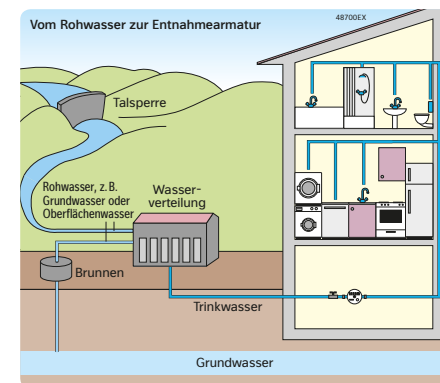 Vom Rohwasser zur Entnahmearmatur
48700EX
Talsperre
Rohwasser, z. B.
Grundwasser oder
Oberflächenwasser
Wasser-
verteilung
Brunnen
Trinkwasser
Grundwasser